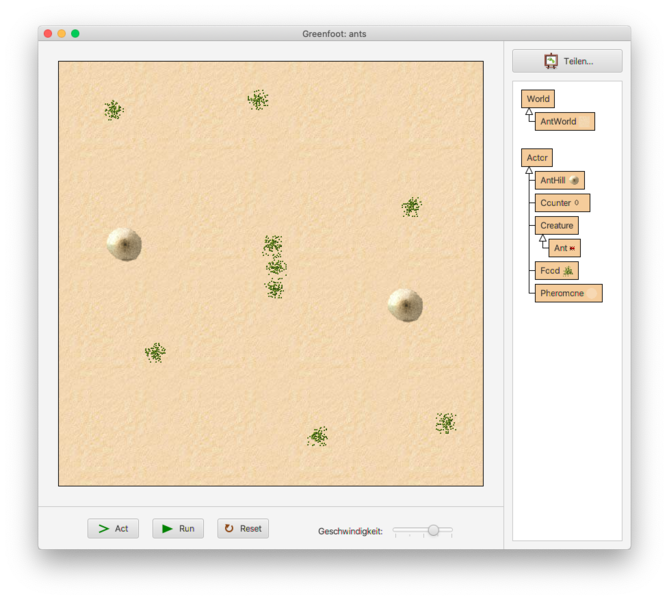 Greenfoot: ants
Teilen...
World
AntWorld
Actor
AntHill
Counter 0
Creature
Ant
Food
Pheromone
Act
Run
Reset
Geschwindigkeit: